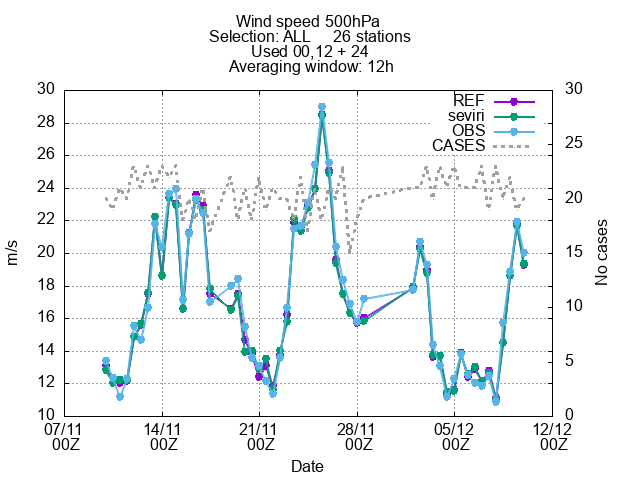 Wind speed 500hPa
Selection: ALL 26 stations
Used 00,12 + 24
Averaging window: 12h
REF
seviri
OBS
CASES
m/s
30
28
26
24
22
20
18
16
14
12
10
No cases
30
25
20
15
10
5
0
07/11 14/11 21/11 28/11 05/12 12/12
00Z 00Z 00Z 00Z 00Z 00Z
Date